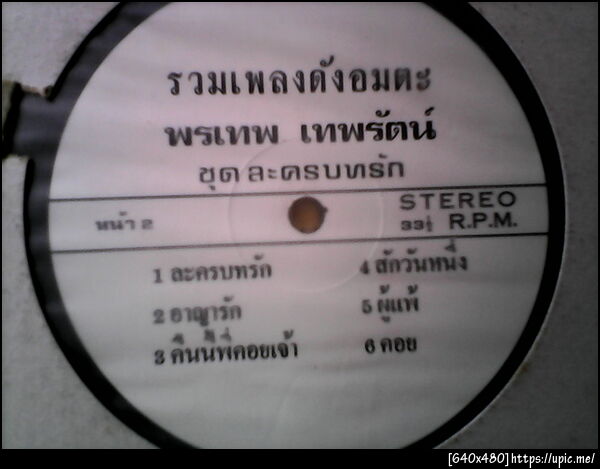 รวมเพลงดังอมตะ
พรเทพ เทพรัตน์
ชุด ละครบทรัก
หน้า 2
STEREO
33⅓ R.P.M.
1 ละครบทรัก
2 อาญารัก
3 คืนนี้พี่คอยเจ้า
4 สักวันหนึ่ง
5 ผู้แพ้
6 คอย
[640x480]https://upic.me/